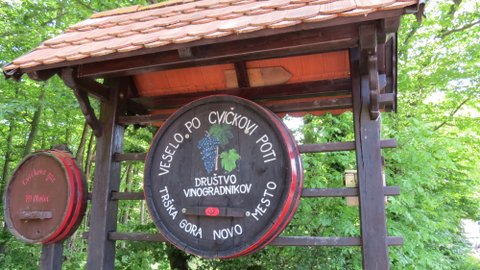 VESELO PO CVIČKOVI POTI
DRUŠTVO
VINOGRADNIKOV
TRŠKA GORA NOVO MESTO